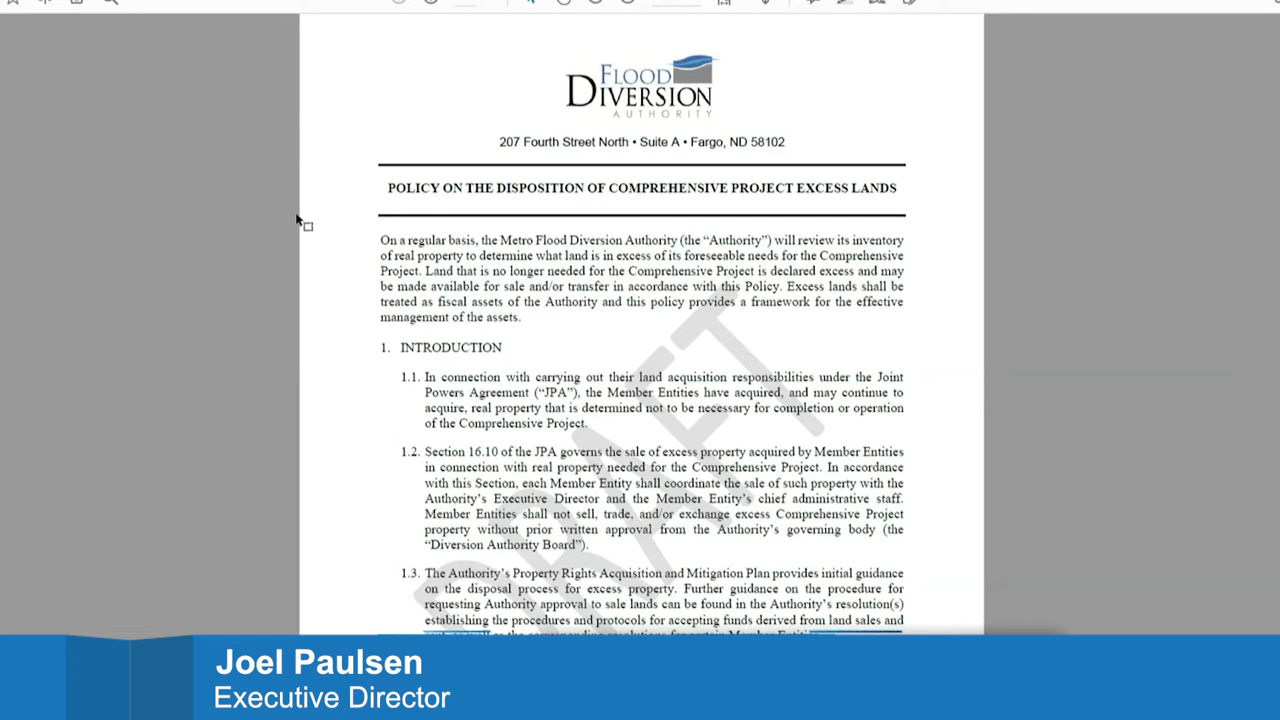 FLOOD
DIVERSION
AUTHORITY
207 Fourth Street North • Suite A • Fargo, ND 58102
POLICY ON THE DISPOSITION OF COMPREHENSIVE PROJECT EXCESS LANDS
On a regular basis, the Metro Flood Diversion Authority (the “Authority”) will review its inventory
of real property to determine what land is in excess of its foreseeable needs for the Comprehensive
Project. Land that is no longer needed for the Comprehensive Project is declared excess and may
be made available for sale and/or transfer in accordance with this Policy. Excess lands shall be
treated as fiscal assets of the Authority and this policy provides a framework for the effective
management of the assets.
1. INTRODUCTION
1.1. In connection with carrying out their land acquisition responsibilities under the Joint
Powers Agreement (“JPA”), the Member Entities have acquired, and may continue to
acquire, real property that is determined not to be necessary for completion or operation
of the Comprehensive Project.
1.2. Section 16.10 of the JPA governs the sale of excess property acquired by Member Entities
in connection with real property needed for the Comprehensive Project. In accordance
with this Section, each Member Entity shall coordinate the sale of such property with the
Authority’s Executive Director and the Member Entity’s chief administrative staff.
Member Entities shall not sell, trade, and/or exchange excess Comprehensive Project
property without prior written approval from the Authority’s governing body (the
“Diversion Authority Board”).
1.3. The Authority’s Property Rights Acquisition and Mitigation Plan provides initial guidance
on the disposal process for excess property. Further guidance on the procedure for
requesting Authority approval to sale lands can be found in the Authority’s resolution(s)
establishing the procedures and protocols for accepting funds derived from land sales and
DRAFT
Joel Paulsen
Executive Director